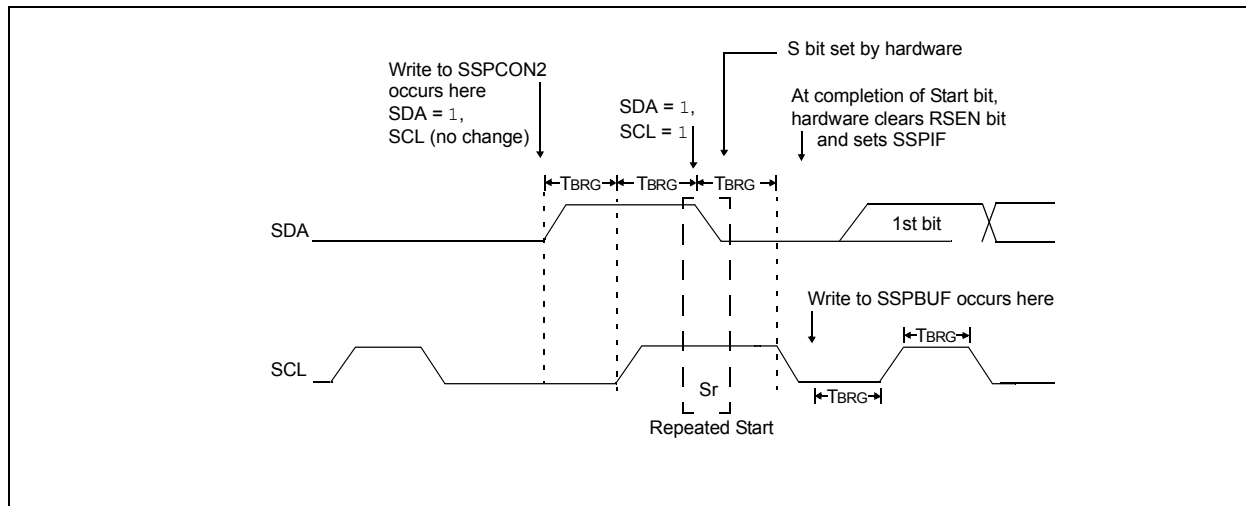 S bit set by hardware
Write to SSPCON2
occurs here
SDA = 1,
SCL (no change)
SDA = 1,
SCL = 1
At completion of Start bit,
hardware clears RSEN bit
and sets SSPIF
TBRG TBRG TBRG
SDA
1st bit
Write to SSPBUF occurs here
TBRG
SCL
Sr
TBRG
Repeated Start